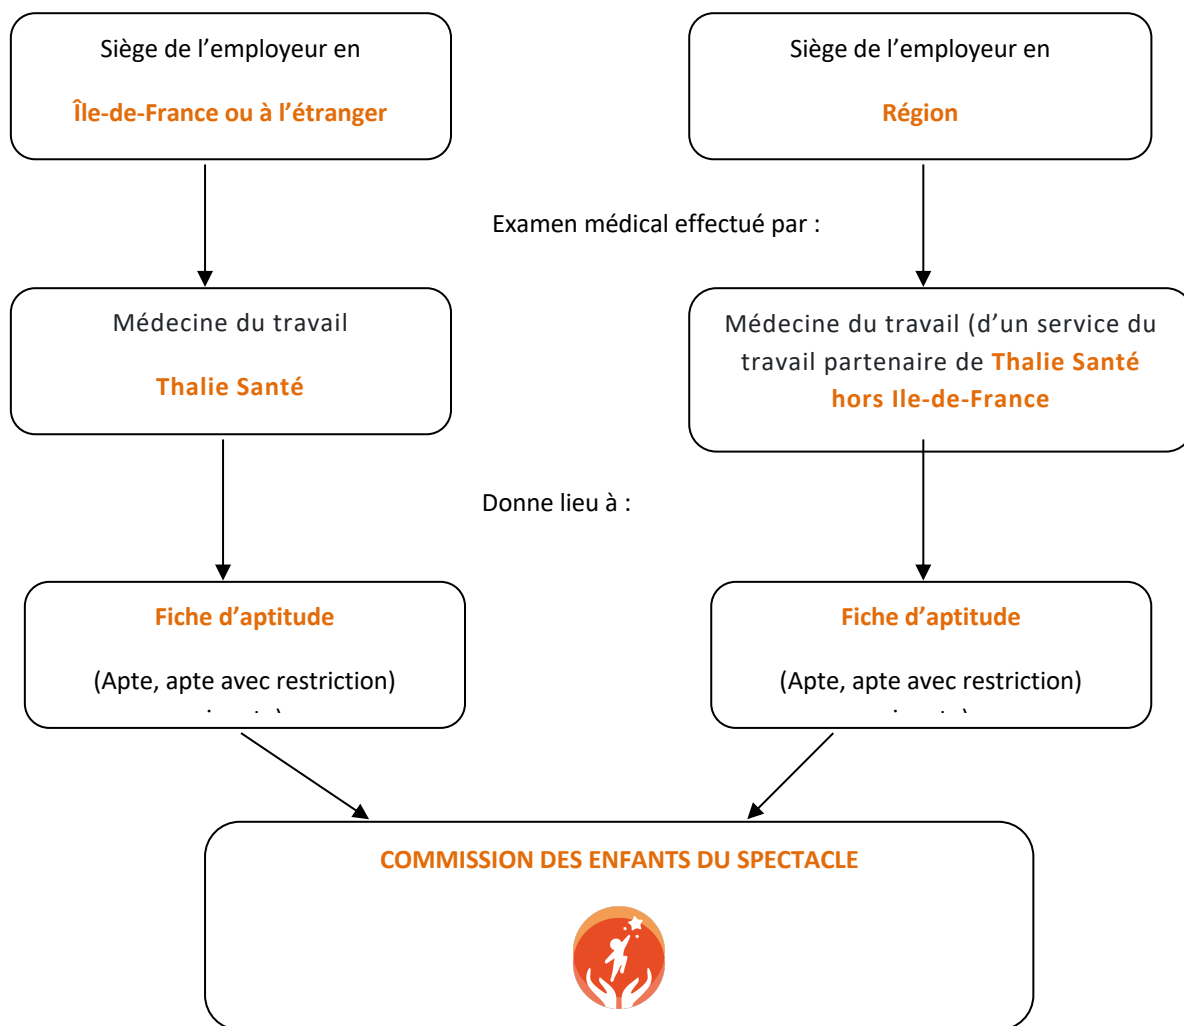 Siège de l’employeur en
Île-de-France ou à l’étranger
Siège de l’employeur en
Région
Examen médical effectué par :
Médecine du travail
Thalie Santé
Médecine du travail (d’un service du
travail partenaire de Thalie Santé
hors Ile-de-France
Donne lieu à :
Fiche d’aptitude
(Apte, apte avec restriction)
Fiche d’aptitude
(Apte, apte avec restriction)
COMMISSION DES ENFANTS DU SPECTACLE